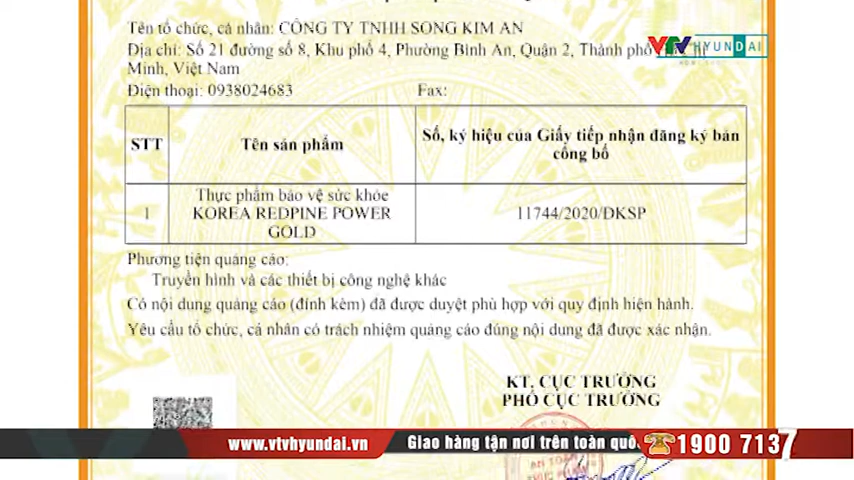 Tên tổ chức, cá nhân: CÔNG TY TNHH SONG KIM AN
Địa chỉ: Số 21 đường số 8, Khu phố 4, Phường Bình An, Quận 2, Thành phố
VTV HYUNDAI
Minh, Việt Nam
Điện thoại: 0938024683 Fax:
STT
Tên sản phẩm
Số, ký hiệu của Giấy tiếp nhận đăng ký bản
công bố
1
Thực phẩm bảo vệ sức khỏe
KOREA REDPINE POWER
GOLD
11744/2020/ĐKSP
Phương tiện quảng cáo:
Truyền hình và các thiết bị công nghệ khác
Có nội dung quảng cáo (đính kèm) đã được duyệt phù hợp với quy định hiện hành.
Yêu cầu tổ chức, cá nhân có trách nhiệm quảng cáo đúng nội dung đã được xác nhận.
KT. CỤC TRƯỞNG
PHÓ CỤC TRƯỞNG
www.vtvhyundai.vn
Giao hàng tận nơi trên toàn quố
1900 7137
AN TOÀN